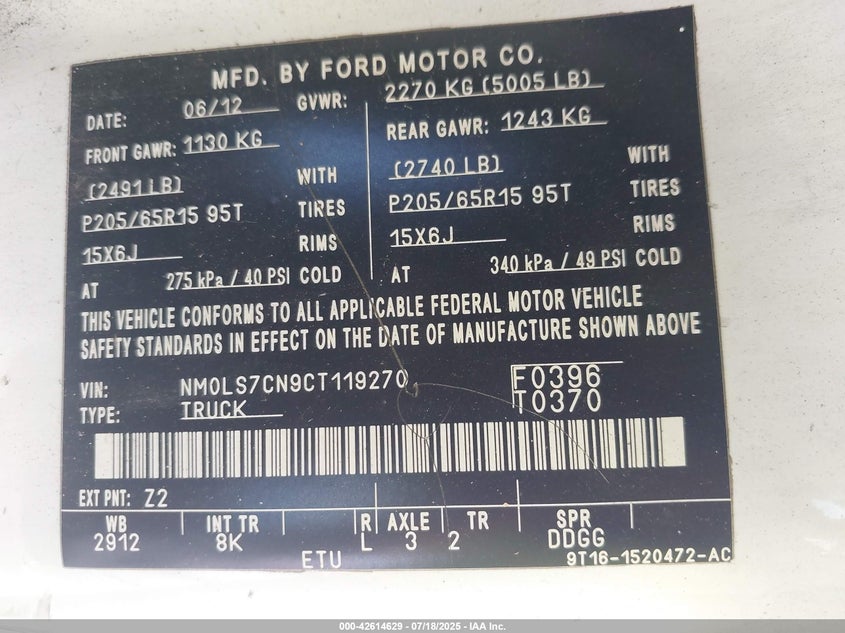 MFD. BY FORD MOTOR CO.
DATE: 06/12 GVWR: 2270 KG (5005 LB)
FRONT GAWR: 1130 KG REAR GAWR: 1243 KG
(2491 LB) WITH (2740 LB) WITH
P205/65R15 95T TIRES P205/65R15 95T TIRES
15X6J RIMS 15X6J RIMS
AT 275 kPa / 40 PSI COLD AT 340 kPa / 49 PSI COLD
THIS VEHICLE CONFORMS TO ALL APPLICABLE FEDERAL MOTOR VEHICLE
SAFETY STANDARDS IN EFFECT ON THE DATE OF MANUFACTURE SHOWN ABOVE
VIN: NM0LS7CN9CT119270 F0396
TYPE: TRUCK T0370
EXT PNT: Z2
WB INT TR R AXLE TR SPR
2912 8K L 3 2 DDGG
ETU 9T16-1520472-AC
000-42614629 - 07/18/2025 - IAA Inc.